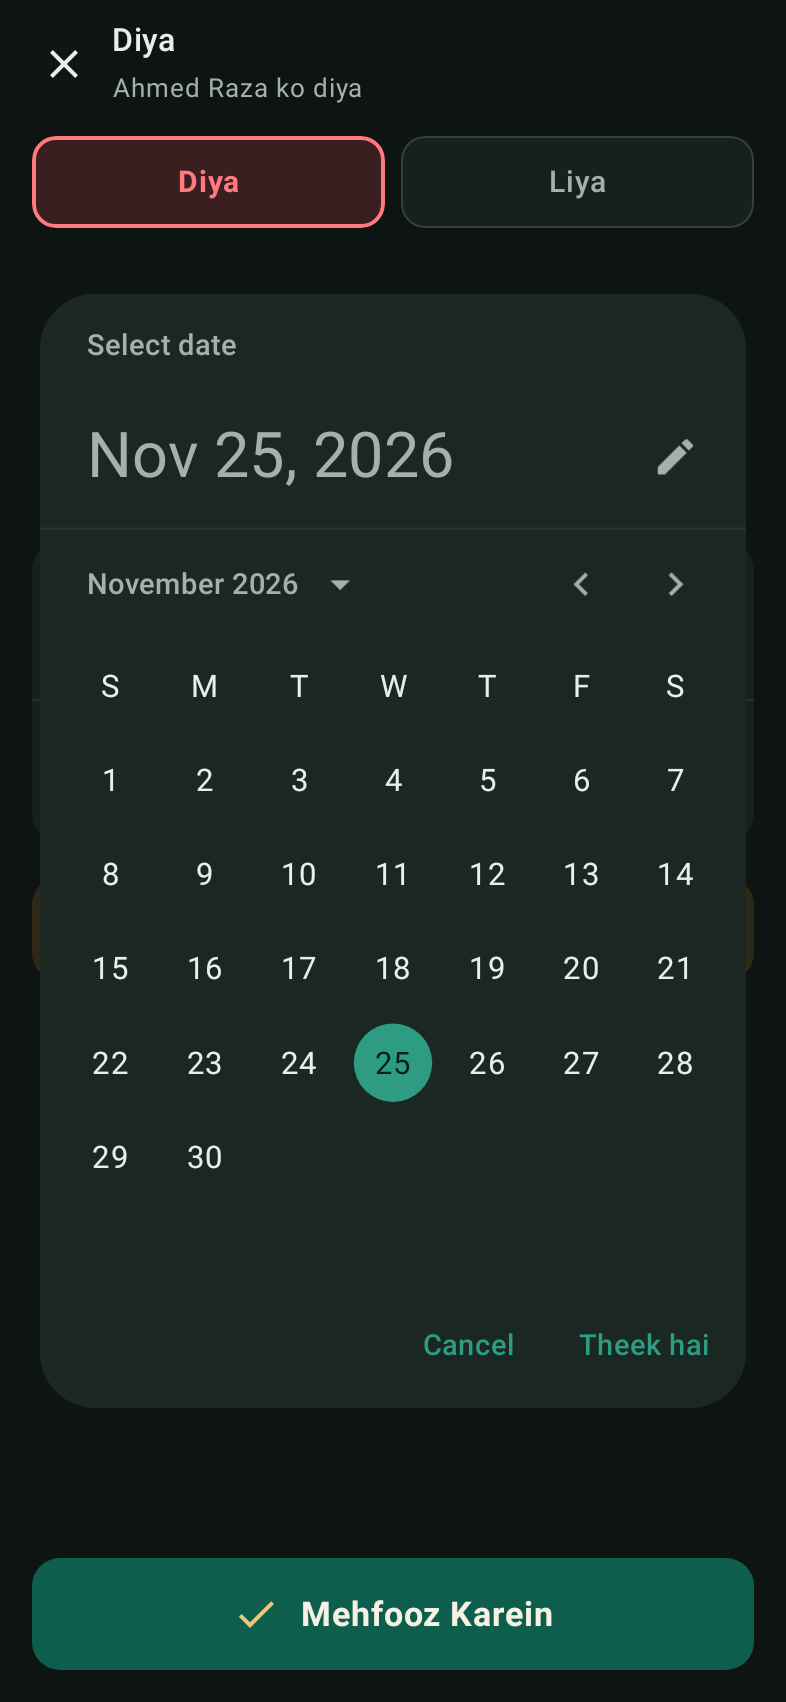 Diya
Ahmed Raza ko diya
Diya Liya
Select date
Nov 25, 2026
November 2026
S M T W T F S
1 2 3 4 5 6 7
8 9 10 11 12 13 14
15 16 17 18 19 20 21
22 23 24 25 26 27 28
29 30
Cancel Theek hai
Mehfooz Karein